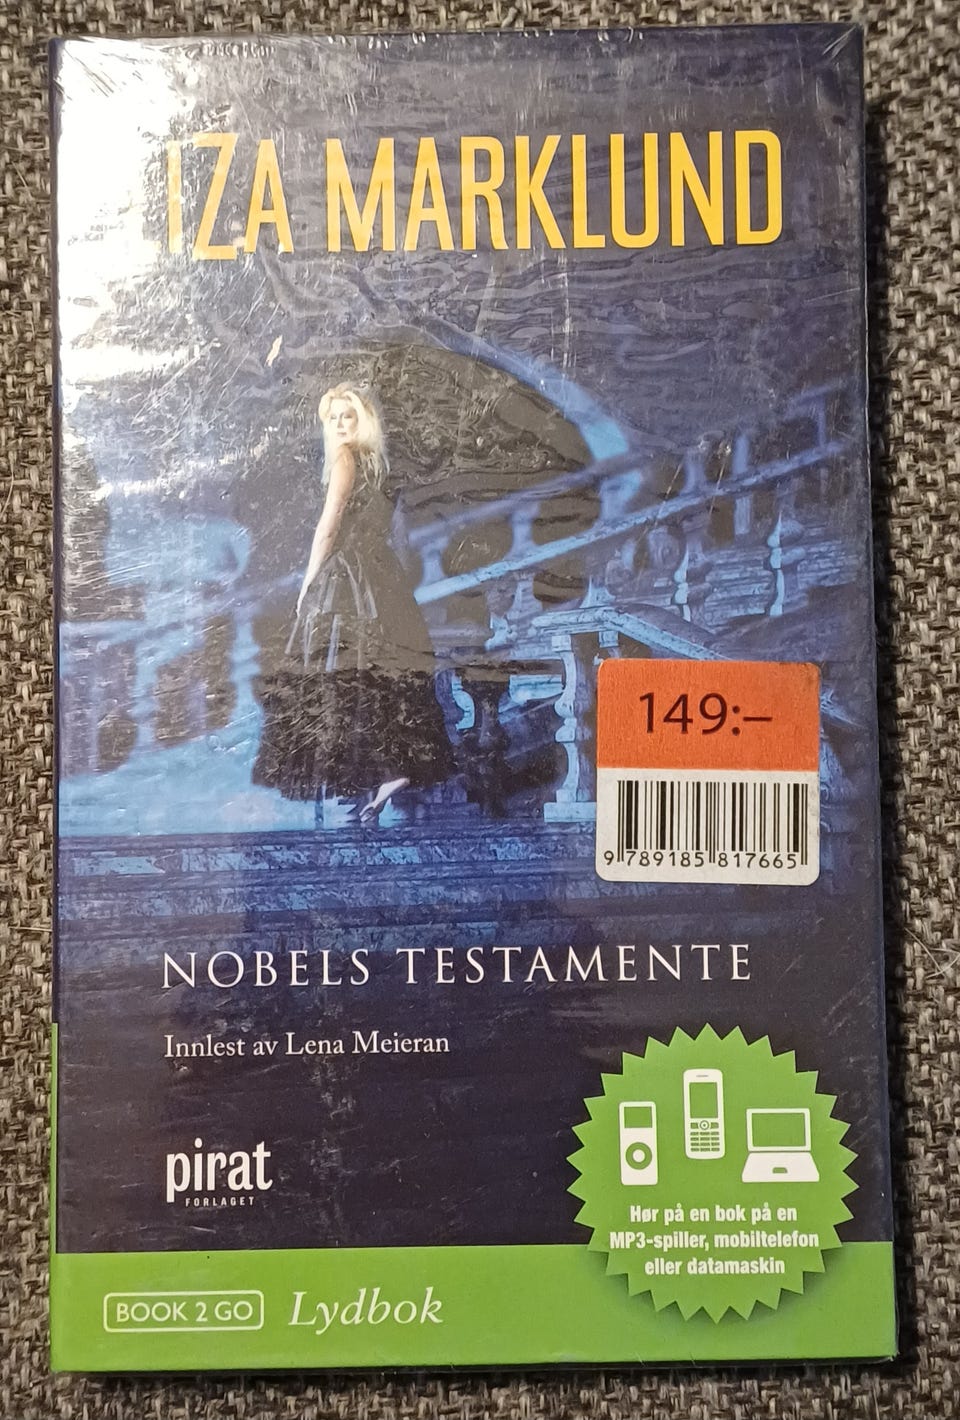 LIZA MARKLUND
149:–
9 789185 817665
NOBELS TESTAMENTE
Innlest av Lena Meieran
pirat
FORLAGET
Hør på en bok på en
MP3-spiller, mobiltelefon
eller datamaskin
BOOK 2 GO Lydbok